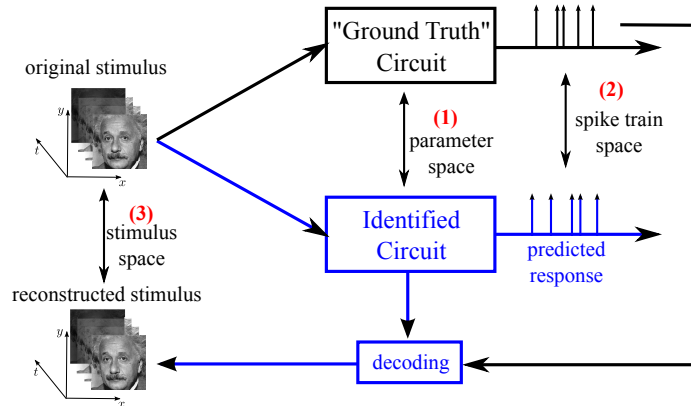 "Ground Truth"
Circuit
original stimulus
y
t
x
(1)
parameter
space
(2)
spike train
space
(3)
stimulus
space
Identified
Circuit
predicted
response
reconstructed stimulus
y
t
x
decoding